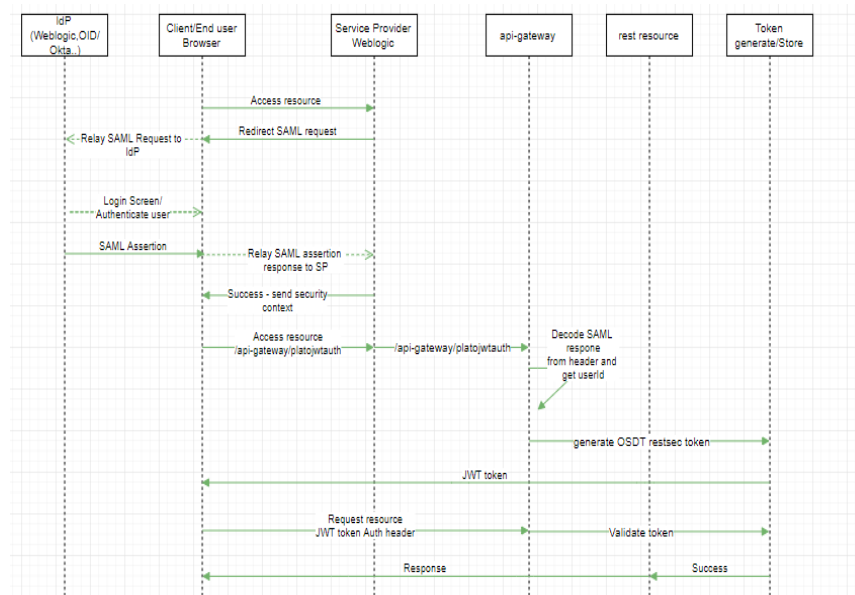 IdP
(Weblogic,OID/
Okta..)
Client/End user
Browser
Service Provider
Weblogic
api-gateway
rest resource
Token
generate/Store
Access resource
Redirect SAML request
Relay SAML Request to
IdP
Login Screen/
Authenticate user
SAML Assertion
Relay SAML assertion
response to SP
Success - send security
context
Access resource
/api-gateway/platojwtauth
/api-gateway/platojwtauth
Decode SAML
respone
from header and
get userId
generate OSDT restsec token
JWT token
Request resource
JWT token Auth header
Validate token
Response
Success